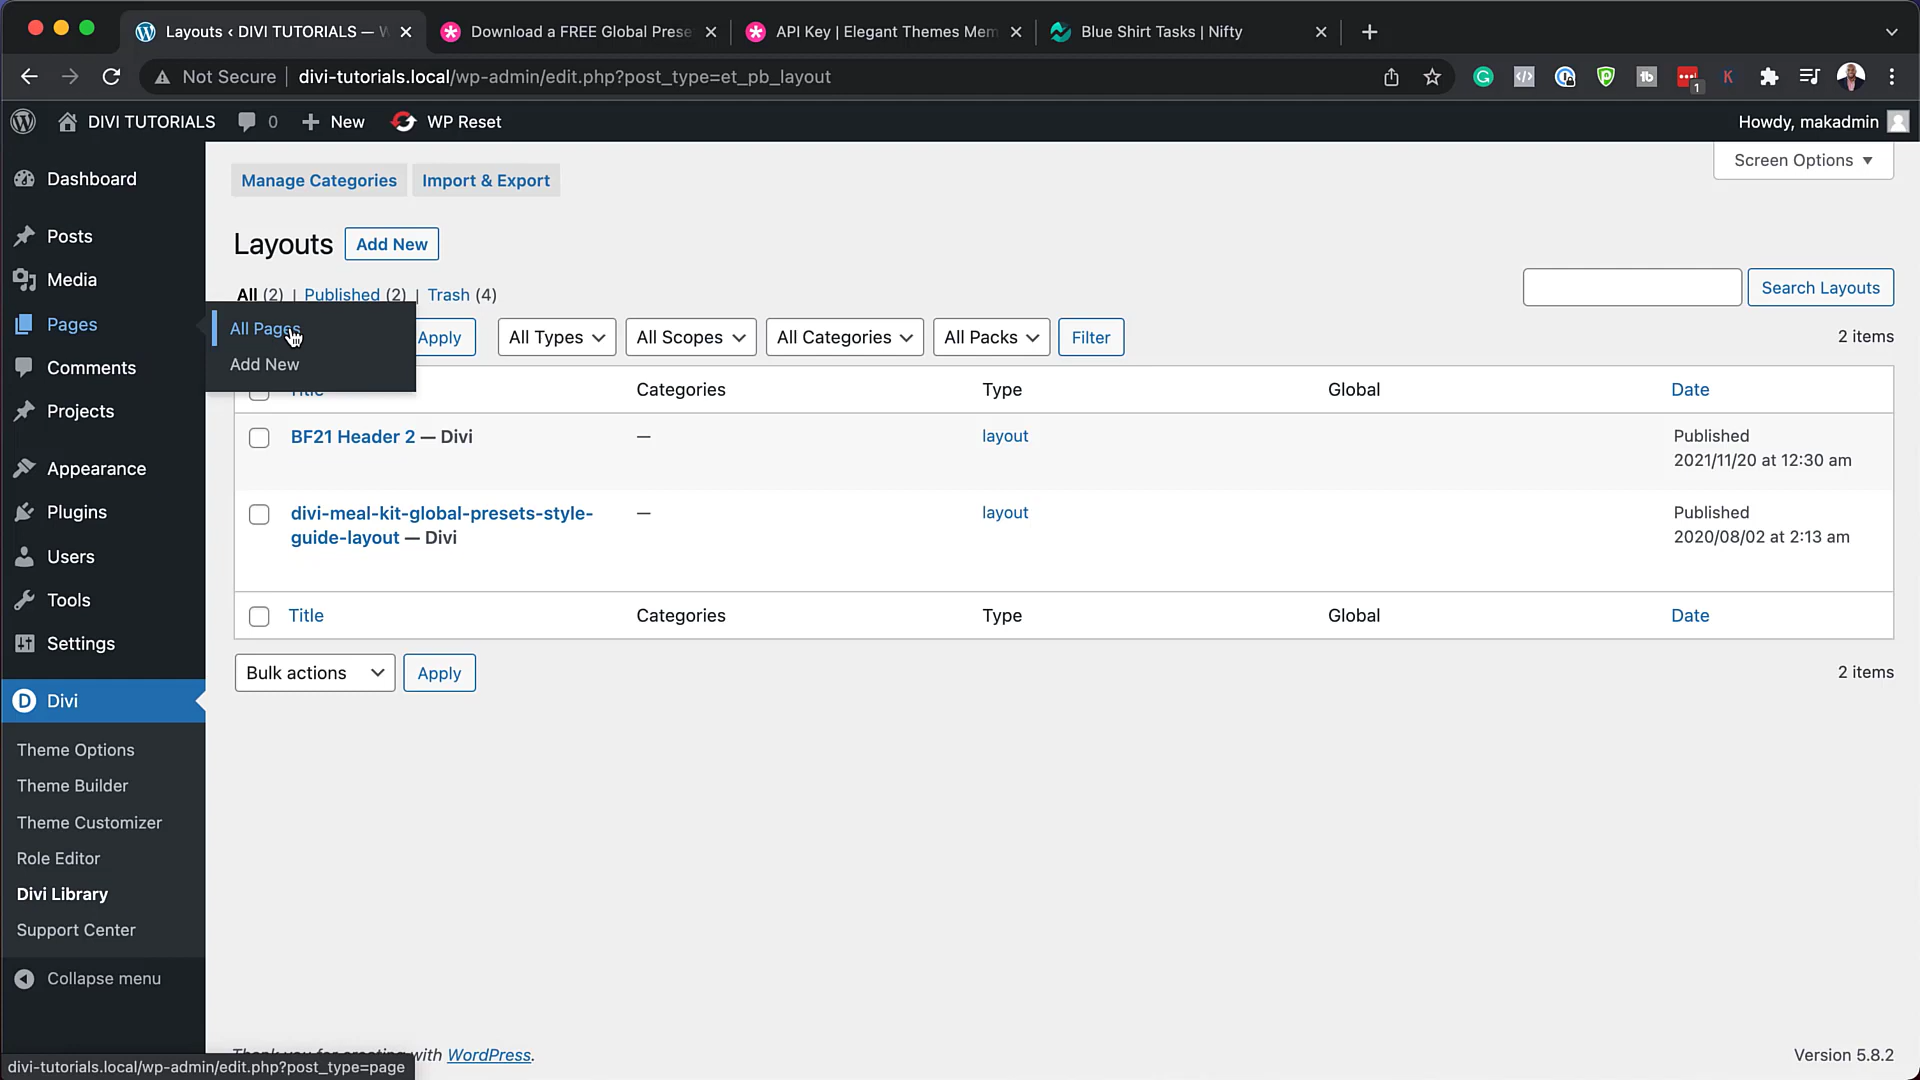 Layouts ‹ DIVI TUTORIALS — W
Download a FREE Global Prese
API Key | Elegant Themes Mem
Blue Shirt Tasks | Nifty
Not Secure
divi-tutorials.local/wp-admin/edit.php?post_type=et_pb_layout
1
DIVI TUTORIALS
0
New
WP Reset
Howdy, makadmin
Dashboard
Posts
Media
Pages
Comments
Projects
Appearance
Plugins
Users
Tools
Settings
Divi
Theme Options
Theme Builder
Theme Customizer
Role Editor
Divi Library
Support Center
Collapse menu
All Pages
Add New
Manage Categories
Import & Export
Screen Options
Layouts
Add New
All (2) | Published (2) | Trash (4)
Search Layouts
Apply
All Types
All Scopes
All Categories
All Packs
Filter
2 items
Title
Categories
Type
Global
Date
BF21 Header 2 — Divi
—
layout
Published
2021/11/20 at 12:30 am
divi-meal-kit-global-presets-style-
guide-layout — Divi
—
layout
Published
2020/08/02 at 2:13 am
Title
Categories
Type
Global
Date
Bulk actions
Apply
2 items
Thank you for creating with WordPress.
Version 5.8.2
divi-tutorials.local/wp-admin/edit.php?post_type=page